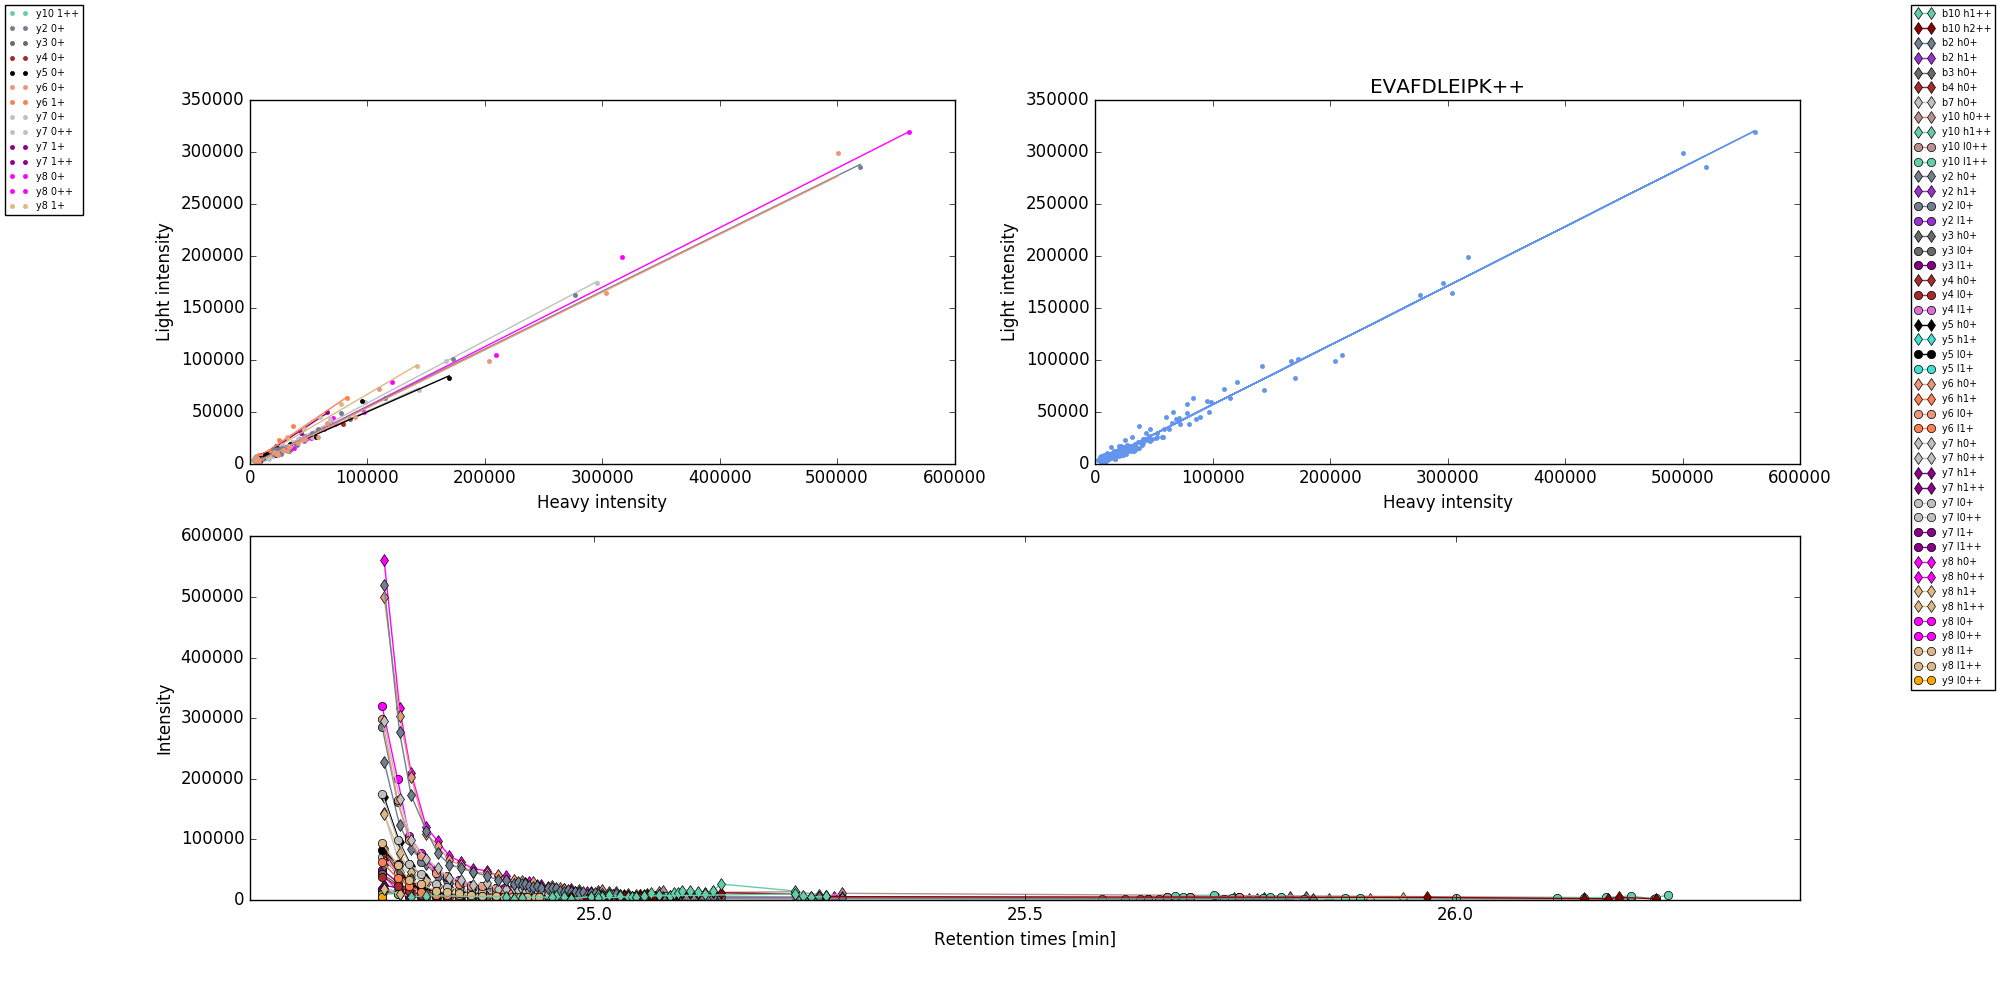 y10 1++
y2 0+
y3 0+
y4 0+
y5 0+
y6 0+
y6 1+
y7 0+
y7 0++
y7 1+
y7 1++
y8 0+
y8 0++
y8 1+
350000
300000
250000
200000
150000
100000
50000
0
Light intensity
0 100000 200000 300000 400000 500000 600000
Heavy intensity
EVAFDLEIPK++
350000
300000
250000
200000
150000
100000
50000
0
Light intensity
0 100000 200000 300000 400000 500000 600000
Heavy intensity
600000
500000
400000
300000
200000
100000
0
Intensity
25.0 25.5 26.0
Retention times [min]
b10 h1++
b10 h2++
b2 h0+
b2 h1+
b3 h0+
b4 h0+
b7 h0+
y10 h0++
y10 h1++
y10 l0++
y10 l1++
y2 h0+
y2 h1+
y2 l0+
y2 l1+
y3 h0+
y3 l0+
y3 l1+
y4 h0+
y4 l0+
y4 l1+
y5 h0+
y5 h1+
y5 l0+
y5 l1+
y6 h0+
y6 h1+
y6 l0+
y6 l1+
y7 h0+
y7 h0++
y7 h1+
y7 h1++
y7 l0+
y7 l0++
y7 l1+
y7 l1++
y8 h0+
y8 h0++
y8 h1+
y8 h1++
y8 l0+
y8 l0++
y8 l1+
y8 l1++
y9 l0++